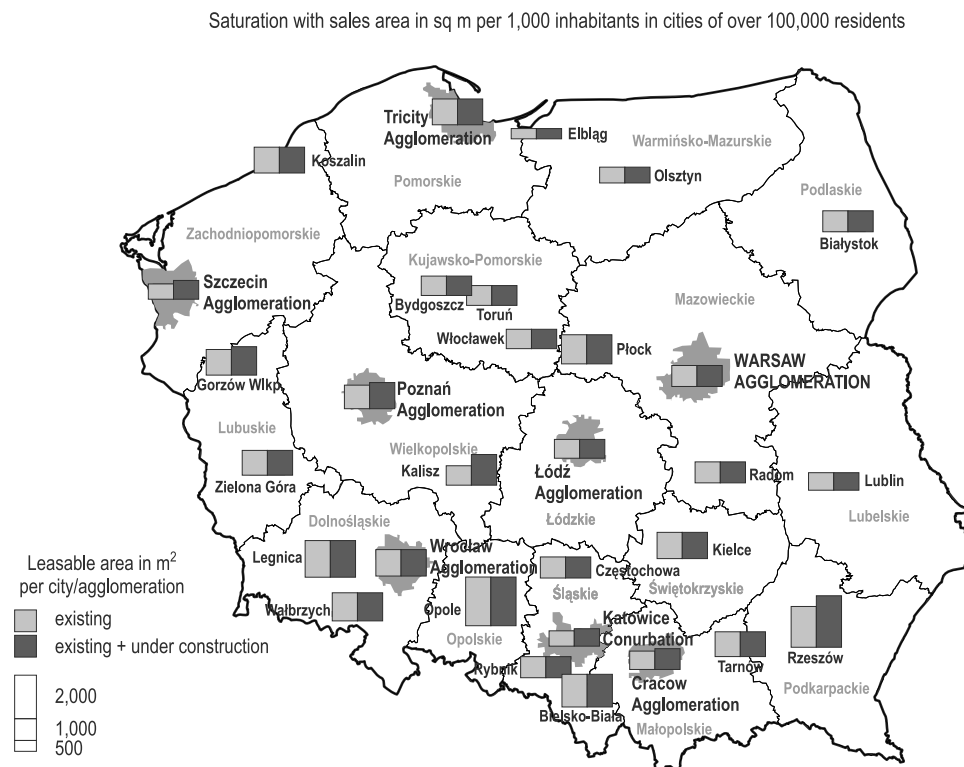 Saturation with sales area in sq m per 1,000 inhabitants in cities of over 100,000 residents
Tricity
Agglomeration
Elbląg
Warmińsko-Mazurskie
Koszalin
Olsztyn
Pomorskie
Podlaskie
Białystok
Zachodniopomorskie
Kujawsko-Pomorskie
Szczecin
Agglomeration
Bydgoszcz
Toruń
Mazowieckie
Włocławek
Płock
WARSAW
AGGLOMERATION
Gorzów Wlkp.
Poznań
Agglomeration
Lubuskie
Wielkopolskie
Kalisz
Łódź
Agglomeration
Radom
Lublin
Zielona Góra
Łódzkie
Lubelskie
Dolnośląskie
Legnica
Wrocław
Agglomeration
Kielce
Częstochowa
Świętokrzyskie
Śląskie
Wałbrzych
Opole
Opolskie
Katowice
Conurbation
Rybnik
Tarnów
Rzeszów
Cracow
Agglomeration
Podkarpackie
Bielsko-Biała
Małopolskie
Leasable area in m²
per city/agglomeration
existing
existing + under construction
2,000
1,000
500